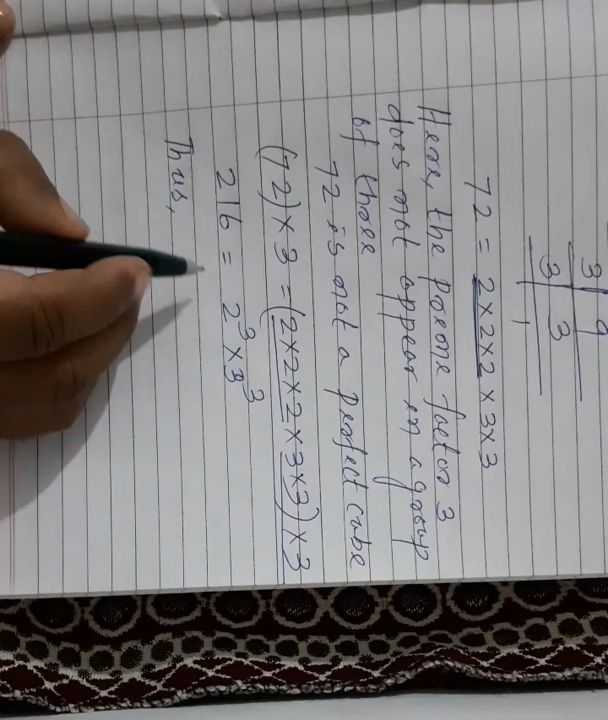 3 | 9
3 | 3
1
72 = 2×2×2 ×3×3
Here, the prime factor 3
does not appear in a group
of three
72 is not a perfect cube
(72)×3 = (2×2×2×3×3)×3
216 = 2³×3³
Thus,